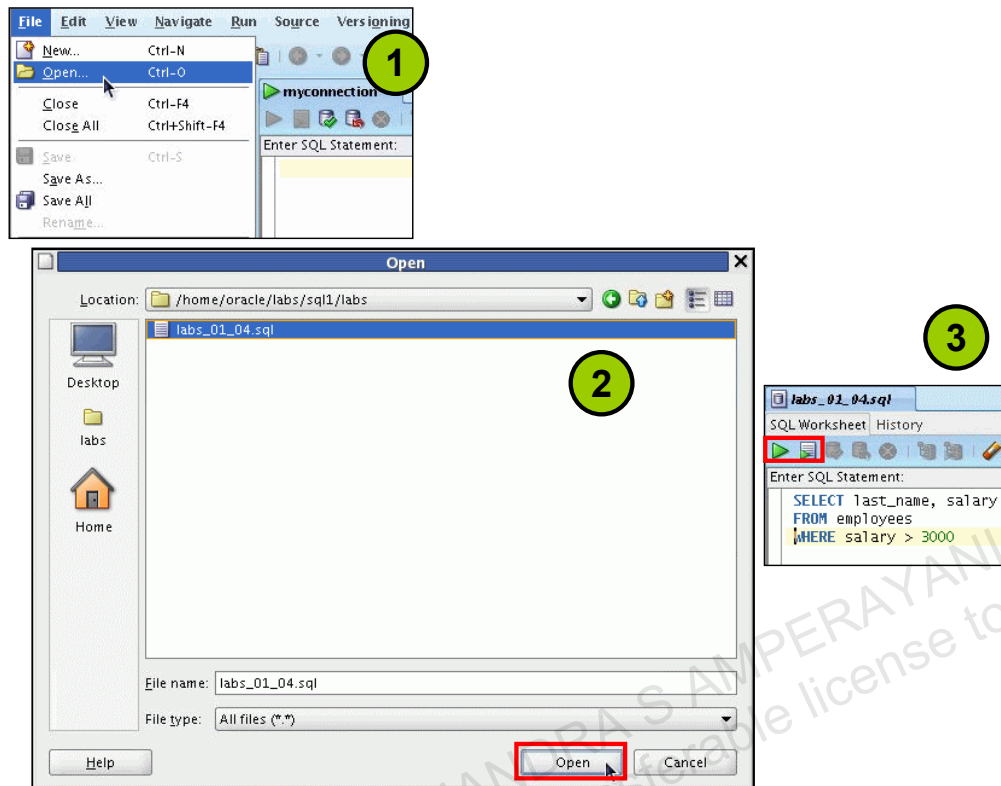 File Edit View Navigate Run Source Versioning
New... Ctrl-N
Open... Ctrl-O
Close Ctrl-F4
Close All Ctrl+Shift-F4
Save Ctrl-S
Save As...
Save All
Rename...
1
myconnection
Enter SQL Statement:
Open
Location: /home/oracle/labs/sql1/labs
labs_01_04.sql
Desktop
labs
Home
2
File name: labs_01_04.sql
File type: All files (*.*)
Help Open Cancel
3
labs_01_04.sql
SQL Worksheet History
Enter SQL Statement:
SELECT last_name, salary
FROM employees
WHERE salary > 3000
S AMPERAYANI
license to